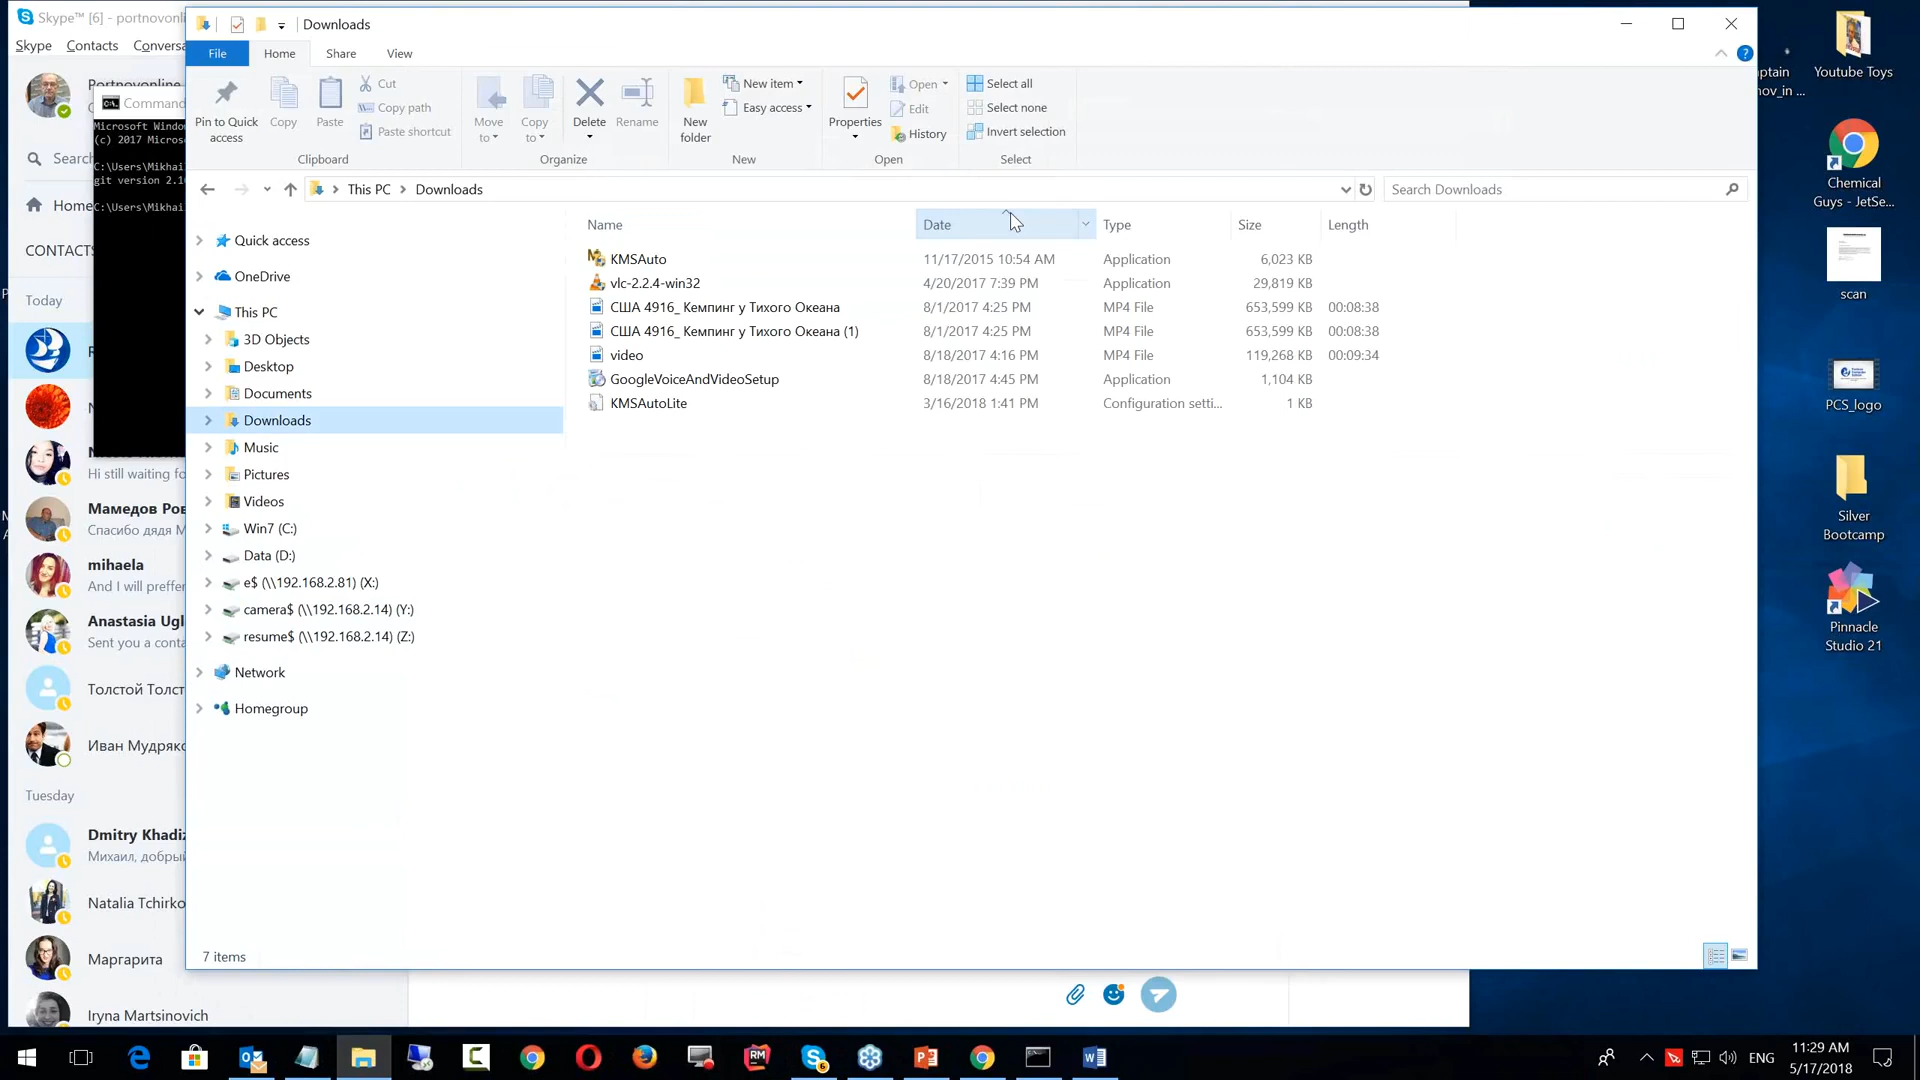 Skype™ [6] - portnovonli
Skype Contacts Conversa
Portnovonline
Search
Home
CONTACTS
Today
Hi still waiting fo
Мамедов Ров
Спасибо дядя М
mihaela
And I will preffer
Anastasia Ugl
Sent you a conta
Толстой Толст
Иван Мудряк
Tuesday
Dmitry Khadiz
Михаил, добрый
Natalia Tchirko
Маргарита
Iryna Martsinovich
Command
Microsoft Window
(c) 2017 Microso
C:\Users\Mikhai
git version 2.1
C:\Users\Mikhai
Downloads
File Home Share View
Pin to Quick access
Copy
Paste
Cut
Copy path
Paste shortcut
Clipboard
Move to
Copy to
Delete
Rename
Organize
New folder
New item
Easy access
New
Properties
Open
Edit
History
Open
Select all
Select none
Invert selection
Select
This PC Downloads
Search Downloads
Quick access
OneDrive
This PC
3D Objects
Desktop
Documents
Downloads
Music
Pictures
Videos
Win7 (C:)
Data (D:)
e$ (\\192.168.2.81) (X:)
camera$ (\\192.168.2.14) (Y:)
resume$ (\\192.168.2.14) (Z:)
Network
Homegroup
Name Date Type Size Length
KMSAuto 11/17/2015 10:54 AM Application 6,023 KB
vlc-2.2.4-win32 4/20/2017 7:39 PM Application 29,819 KB
США 4916_ Кемпинг у Тихого Океана 8/1/2017 4:25 PM MP4 File 653,599 KB 00:08:38
США 4916_ Кемпинг у Тихого Океана (1) 8/1/2017 4:25 PM MP4 File 653,599 KB 00:08:38
video 8/18/2017 4:16 PM MP4 File 119,268 KB 00:09:34
GoogleVoiceAndVideoSetup 8/18/2017 4:45 PM Application 1,104 KB
KMSAutoLite 3/16/2018 1:41 PM Configuration setti... 1 KB
7 items
ptain
nov_in ...
Youtube Toys
Chemical
Guys - JetSe...
scan
PCS_logo
Silver
Bootcamp
Pinnacle
Studio 21
ENG
11:29 AM
5/17/2018